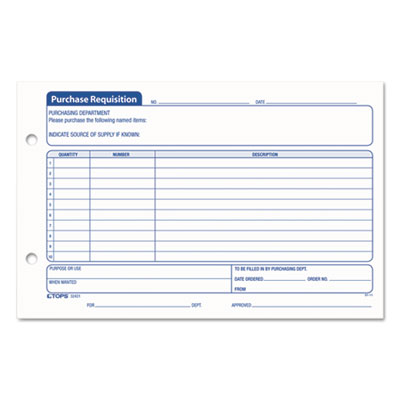 Purchase Requisition NO. DATE
PURCHASING DEPARTMENT
Please purchase the following named items:
INDICATE SOURCE OF SUPPLY IF KNOWN:
QUANTITY NUMBER DESCRIPTION
1
2
3
4
5
6
7
8
9
10
PURPOSE OR USE TO BE FILLED IN BY PURCHASING DEPT.
DATE ORDERED ORDER NO.
WHEN WANTED
FROM
TOPS
FOR DEPT. APPROVED